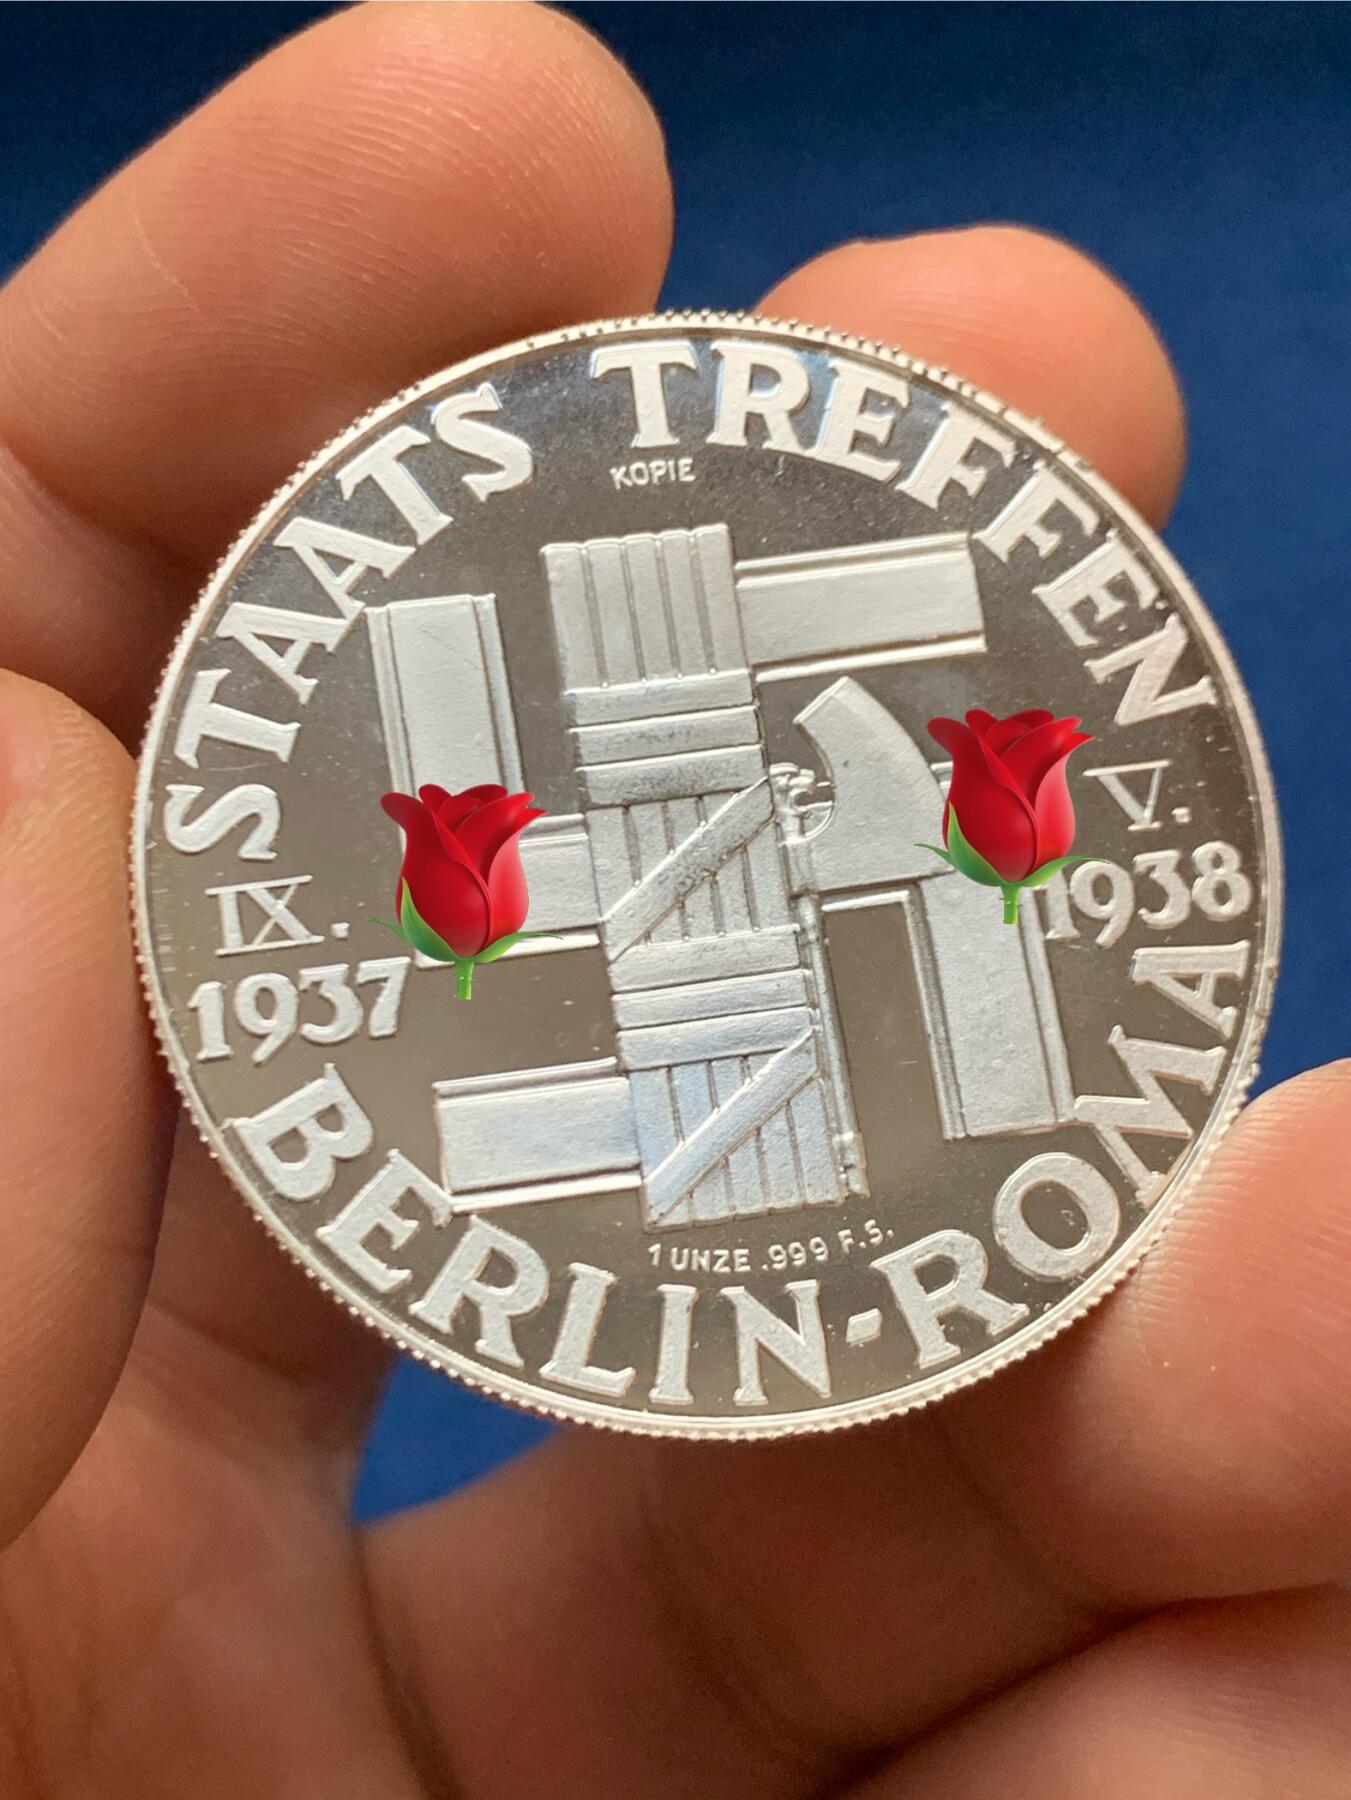 STAATS TREFFEN
KOPIE
IX.
1937
V.
1938
1 UNZE .999 F.S.
BERLIN-ROMA